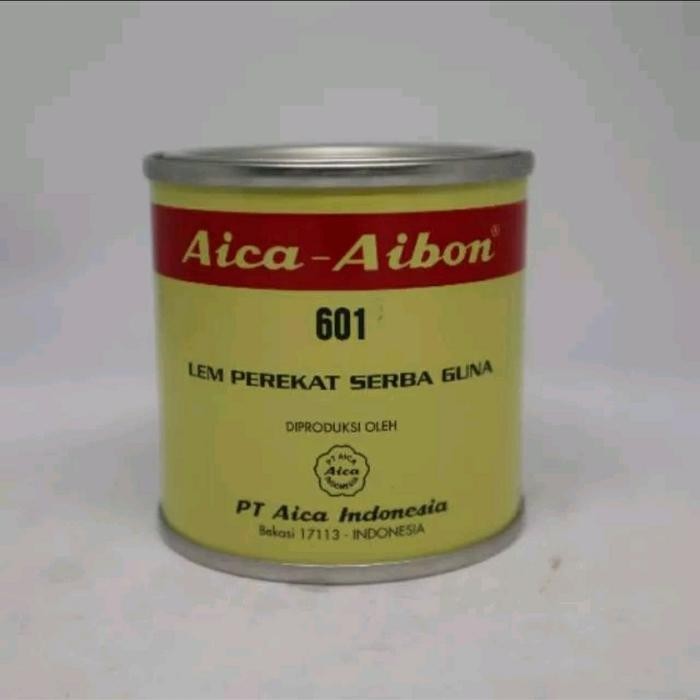 Aica-Aibon®
601
LEM PEREKAT SERBA GUNA
DIPRODUKSI OLEH
PT AICA
Aica
INDONESIA
PT Aica Indonesia
Bekasi 17113 - INDONESIA